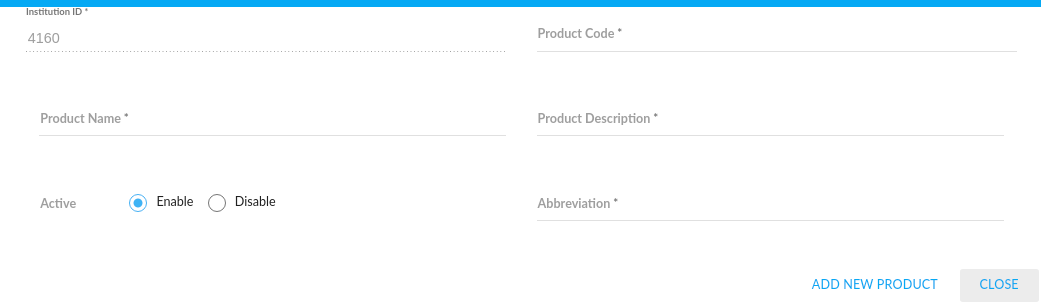 Institution ID *
4160
Product Code *
Product Name *
Product Description *
Active
Enable
Disable
Abbreviation *
ADD NEW PRODUCT
CLOSE